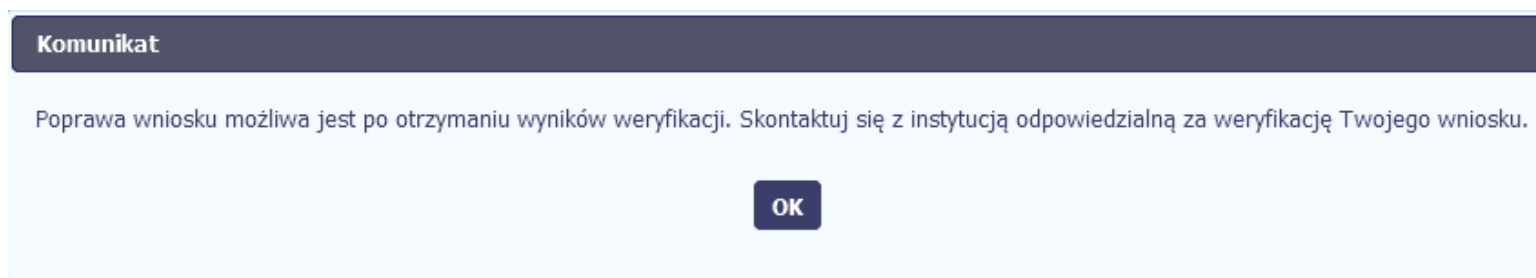 Komunikat
Poprawa wniosku możliwa jest po otrzymaniu wyników weryfikacji. Skontaktuj się z instytucją odpowiedzialną za weryfikację Twojego wniosku.
OK